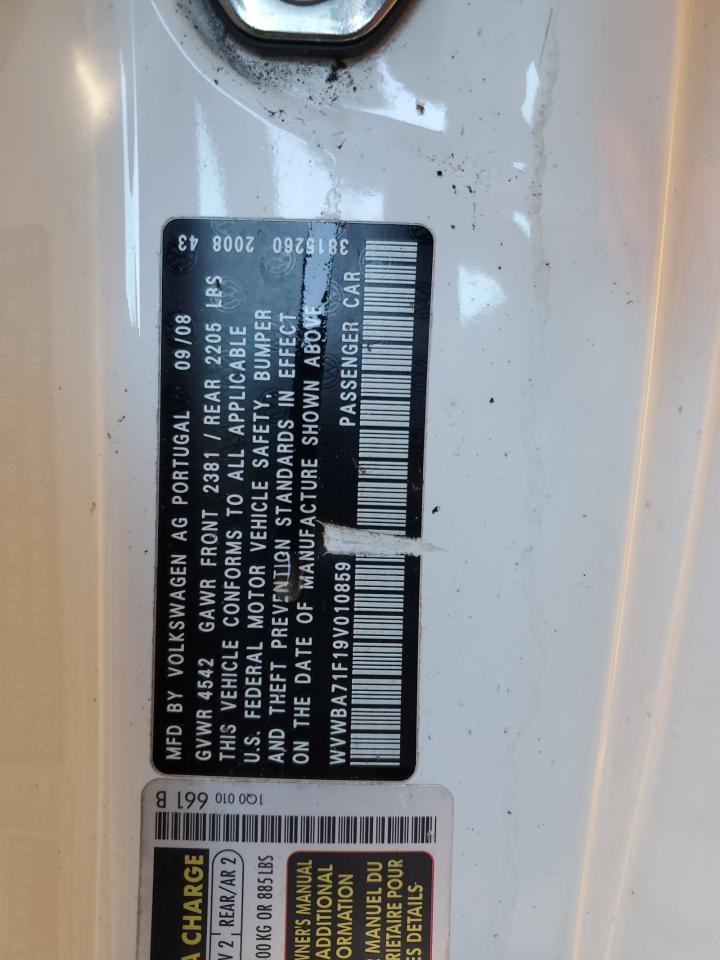 MFD BY VOLKSWAGEN AG PORTUGAL 09/08 2008 43
GVWR 4542 GAWR FRONT 2381 / REAR 2205 LBS
THIS VEHICLE CONFORMS TO ALL APPLICABLE
U.S. FEDERAL MOTOR VEHICLE SAFETY, BUMPER
AND THEFT PREVENTION STANDARDS IN EFFECT
ON THE DATE OF MANUFACTURE SHOWN ABOVE
3815260
WVWBA71F19V010859 PASSENGER CAR
1Q0 010 661 B
A CHARGE
2 REAR/AR 2
00 KG OR 885 LBS
OWNER'S MANUAL
ADDITIONAL
MANUEL DU
POUR
DETAILS